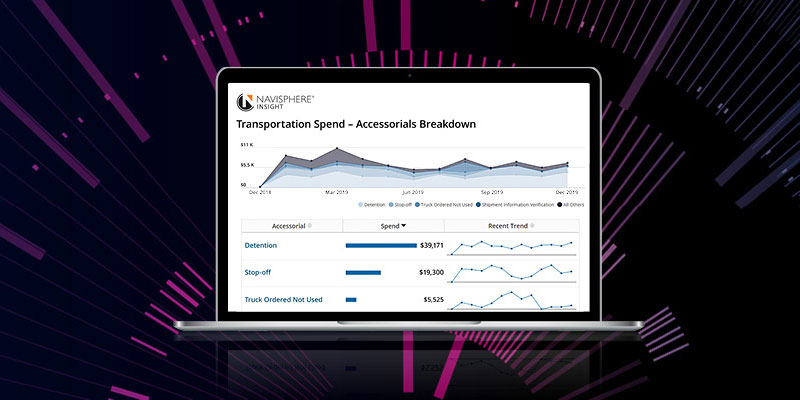 NAVISPHERE®
INSIGHT
Transportation Spend – Accessorials Breakdown
$11 K
$5.5 K
$0
Dec 2018 Mar 2019 Jun 2019 Sep 2019 Dec 2019
Detention Stop-off Truck Ordered Not Used Shipment Information Verification All Others
Accessorial Spend Recent Trend
Detention $39,171
Stop-off $19,300
Truck Ordered Not Used $5,525